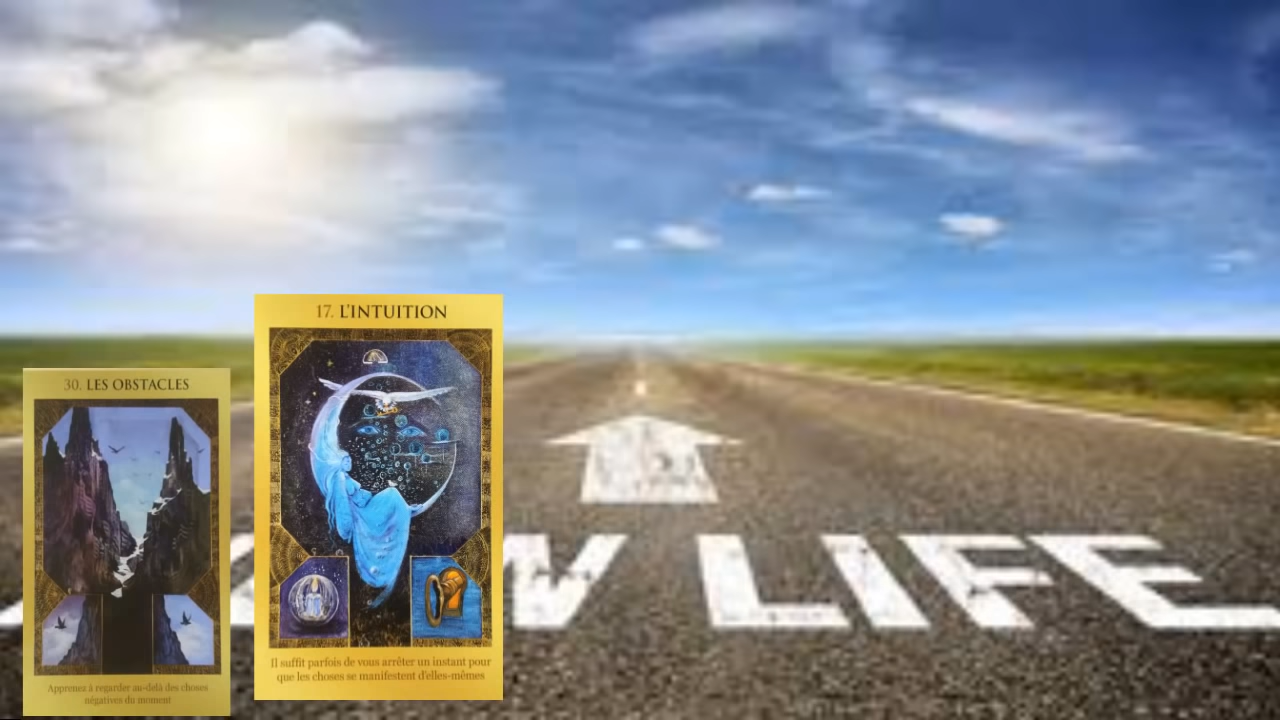 30. LES OBSTACLES
Apprenez à regarder au-delà des choses
négatives du moment
17. L'INTUITION
Il suffit parfois de vous arrêter un instant pour
que les choses se manifestent d'elles-mêmes
LIFE